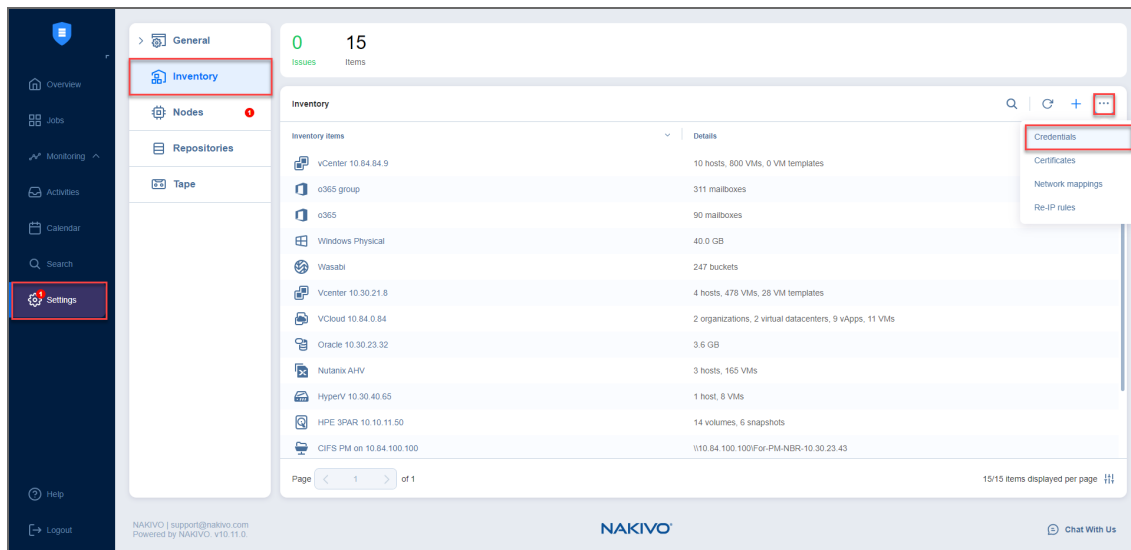 Overview
Jobs
Monitoring
Activities
Calendar
Search
1
Settings
Help
Logout
General
Inventory
Nodes
1
Repositories
Tape
0
15
Issues
Items
Inventory
Inventory items
Details
vCenter 10.84.84.9
10 hosts, 800 VMs, 0 VM templates
o365 group
311 mailboxes
o365
90 mailboxes
Windows Physical
40.0 GB
Wasabi
247 buckets
Vcenter 10.30.21.8
4 hosts, 478 VMs, 28 VM templates
VCloud 10.84.0.84
2 organizations, 2 virtual datacenters, 9 vApps, 11 VMs
Oracle 10.30.23.32
3.6 GB
Nutanix AHV
3 hosts, 165 VMs
HyperV 10.30.40.65
1 host, 8 VMs
HPE 3PAR 10.10.11.50
14 volumes, 6 snapshots
CIFS PM on 10.84.100.100
\\10.84.100.100\For-PM-NBR-10.30.23.43
Credentials
Certificates
Network mappings
Re-IP rules
Page
1
of 1
15/15 items displayed per page
NAKIVO | support@nakivo.com
Powered by NAKIVO. v10.11.0.
NAKIVO
Chat With Us